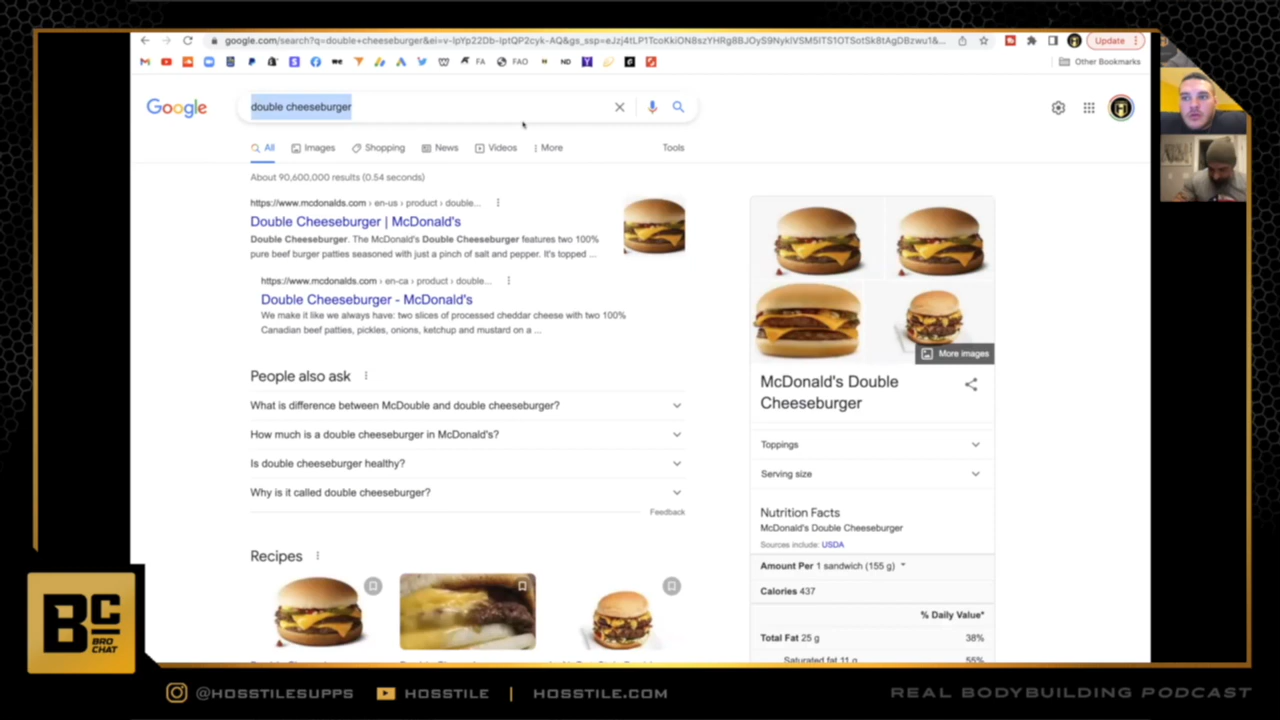 google.com/search?q=double+cheeseburger&ei=v-
Update
FA
FAO
ND
Other Bookmarks
Google
double cheeseburger
All
Images
Shopping
News
Videos
More
Tools
About 90,600,000 results (0.54 seconds)
https://www.mcdonalds.com › en-us › product › double...
Double Cheeseburger | McDonald's
Double Cheeseburger. The McDonald's Double Cheeseburger features two 100%
pure beef burger patties seasoned with just a pinch of salt and pepper. It's topped ...
https://www.mcdonalds.com › en-ca › product › double...
Double Cheeseburger - McDonald's
We make it like we always have: two slices of processed cheddar cheese with two 100%
Canadian beef patties, pickles, onions, ketchup and mustard on a ...
People also ask
What is difference between McDouble and double cheeseburger?
How much is a double cheeseburger in McDonald's?
Is double cheeseburger healthy?
Why is it called double cheeseburger?
Feedback
Recipes
More images
McDonald's Double
Cheeseburger
Toppings
Serving size
Nutrition Facts
McDonald's Double Cheeseburger
Sources include: USDA
Amount Per 1 sandwich (155 g)
Calories 437
% Daily Value*
Total Fat 25 g 38%
Saturated fat 11 g 55%
BC
BRO
CHAT
@HOSSTILESUPPS
HOSSTILE | HOSSTILE.COM
REAL BODYBUILDING PODCAST